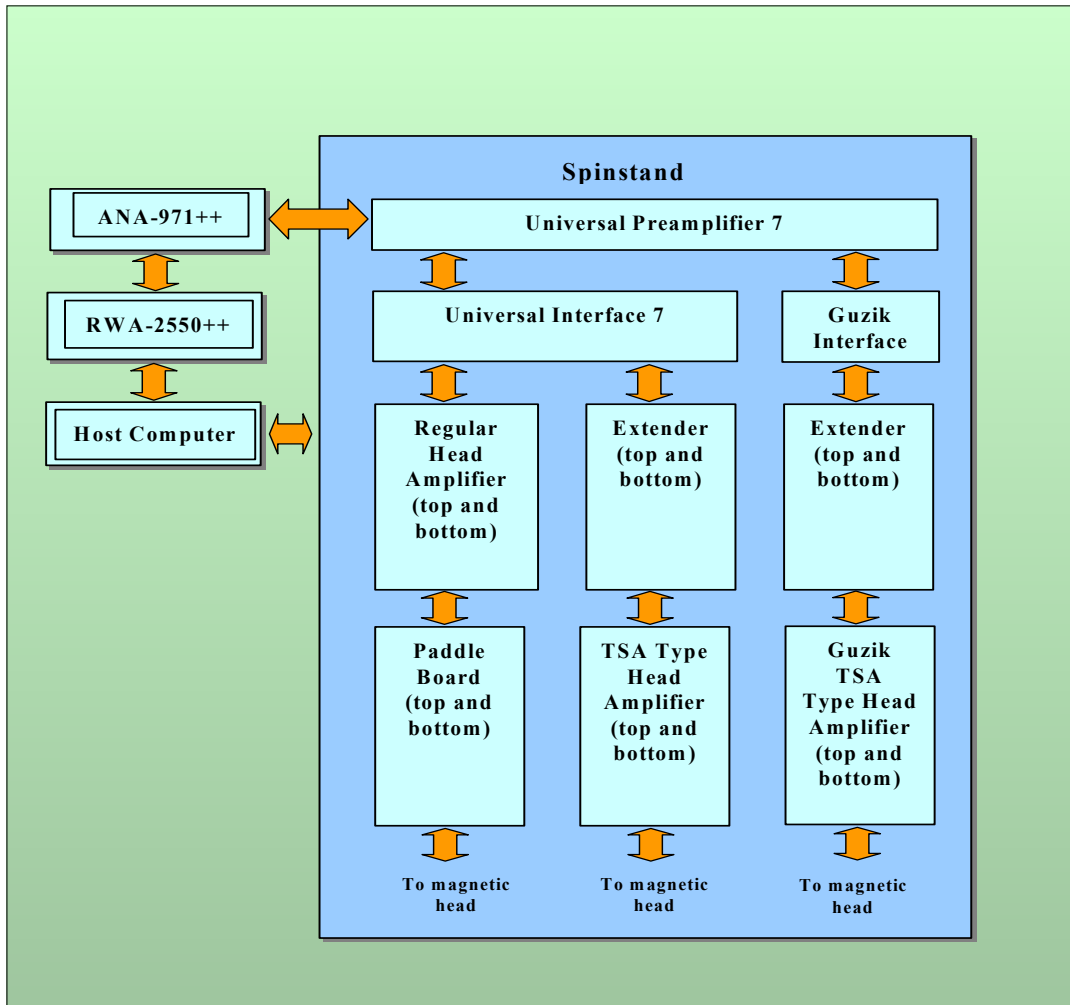 Spinstand
ANA-971++
Universal Preamplifier 7
RWA-2550++
Universal Interface 7
Guzik
Interface
Host Computer
Regular
Head
Amplifier
(top and
bottom)
Extender
(top and
bottom)
Extender
(top and
bottom)
Paddle
Board
(top and
bottom)
TSA Type
Head
Amplifier
(top and
bottom)
Guzik
TSA
Type Head
Amplifier
(top and
bottom)
To magnetic
head
To magnetic
head
To magnetic
head